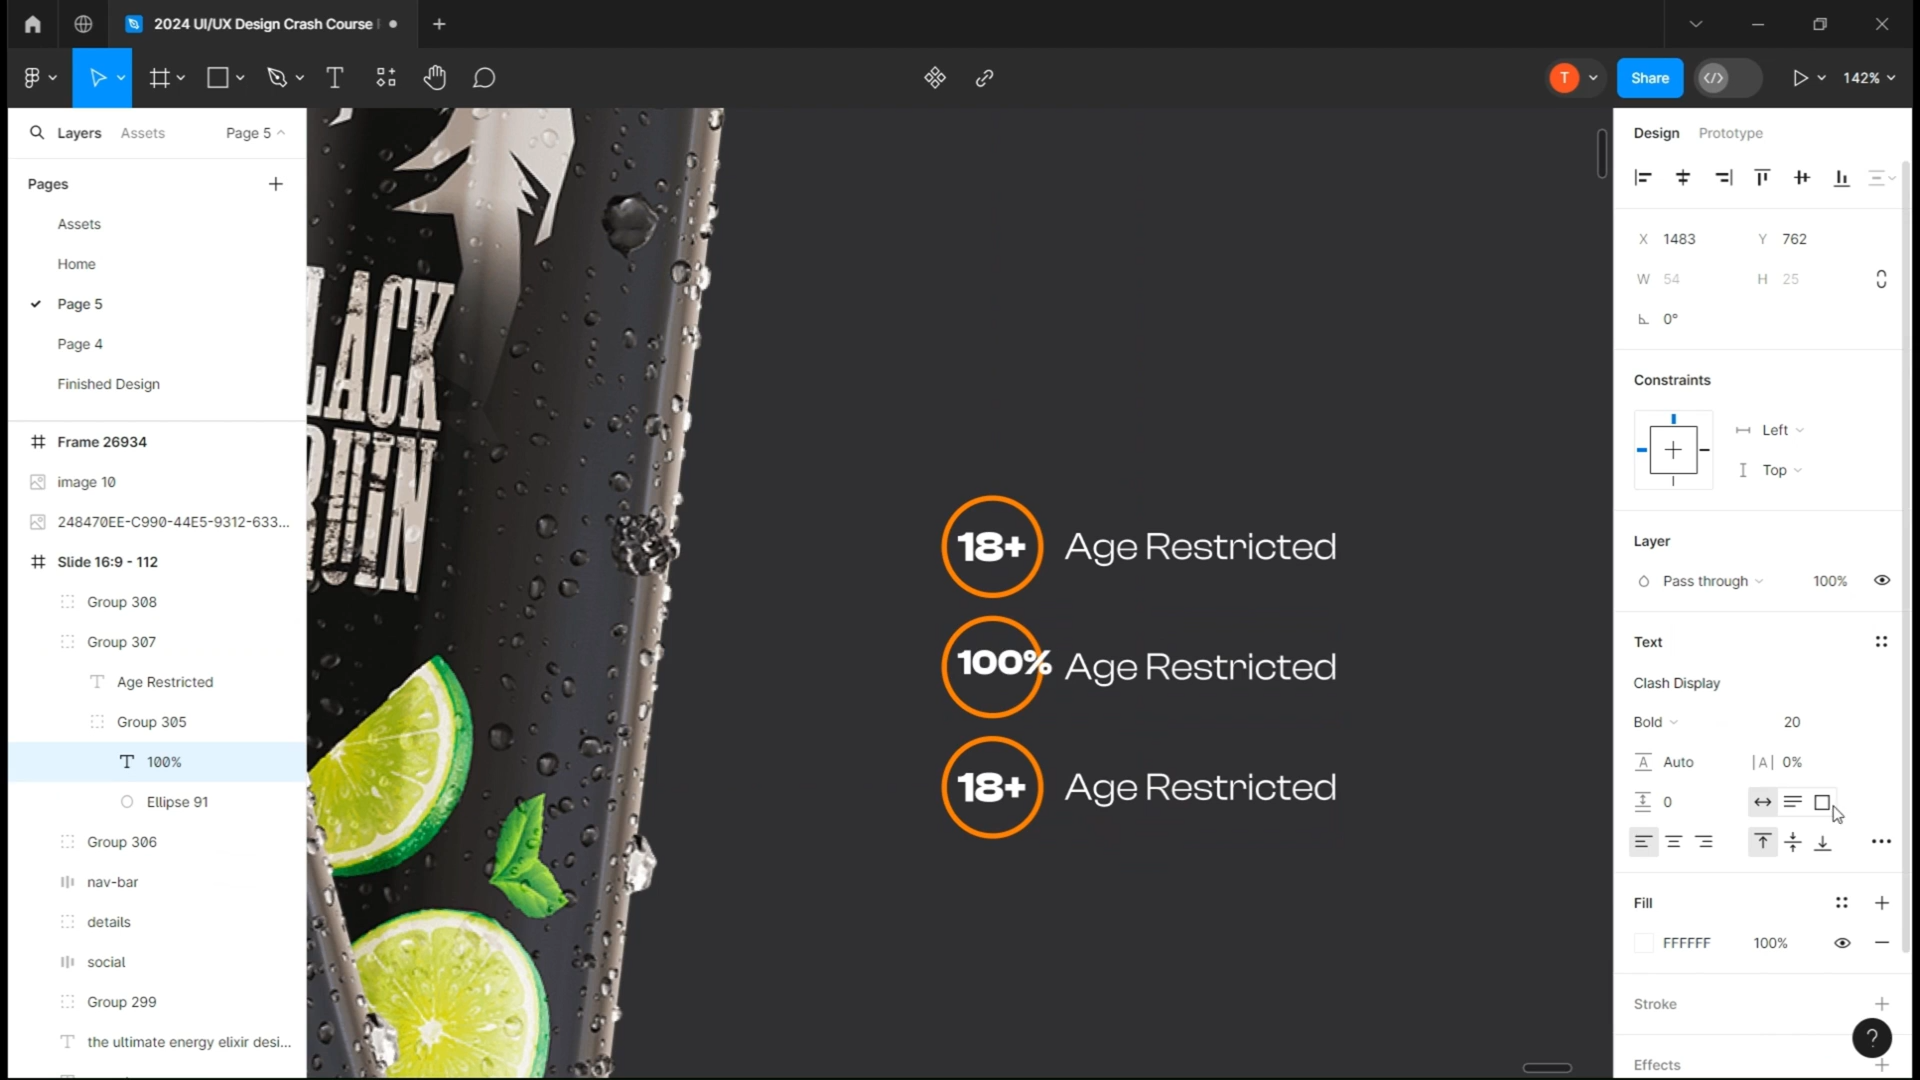 2024 UI/UX Design Crash Course
T
Share
142%
Layers
Assets
Page 5
Pages
Assets
Home
Page 5
Page 4
Finished Design
Frame 26934
image 10
248470EE-C990-44E5-9312-633...
Slide 16:9 - 112
Group 308
Group 307
Age Restricted
Group 305
100%
Ellipse 91
Group 306
nav-bar
details
social
Group 299
the ultimate energy elixir desi...
LACK
RUIN
18+ Age Restricted
100% Age Restricted
18+ Age Restricted
Design
Prototype
X 1483 Y 762
W 54 H 25
0°
Constraints
Left
Top
Layer
Pass through 100%
Text
Clash Display
Bold 20
A Auto |A| 0%
0
Fill
FFFFFF 100%
Stroke
Effects
?